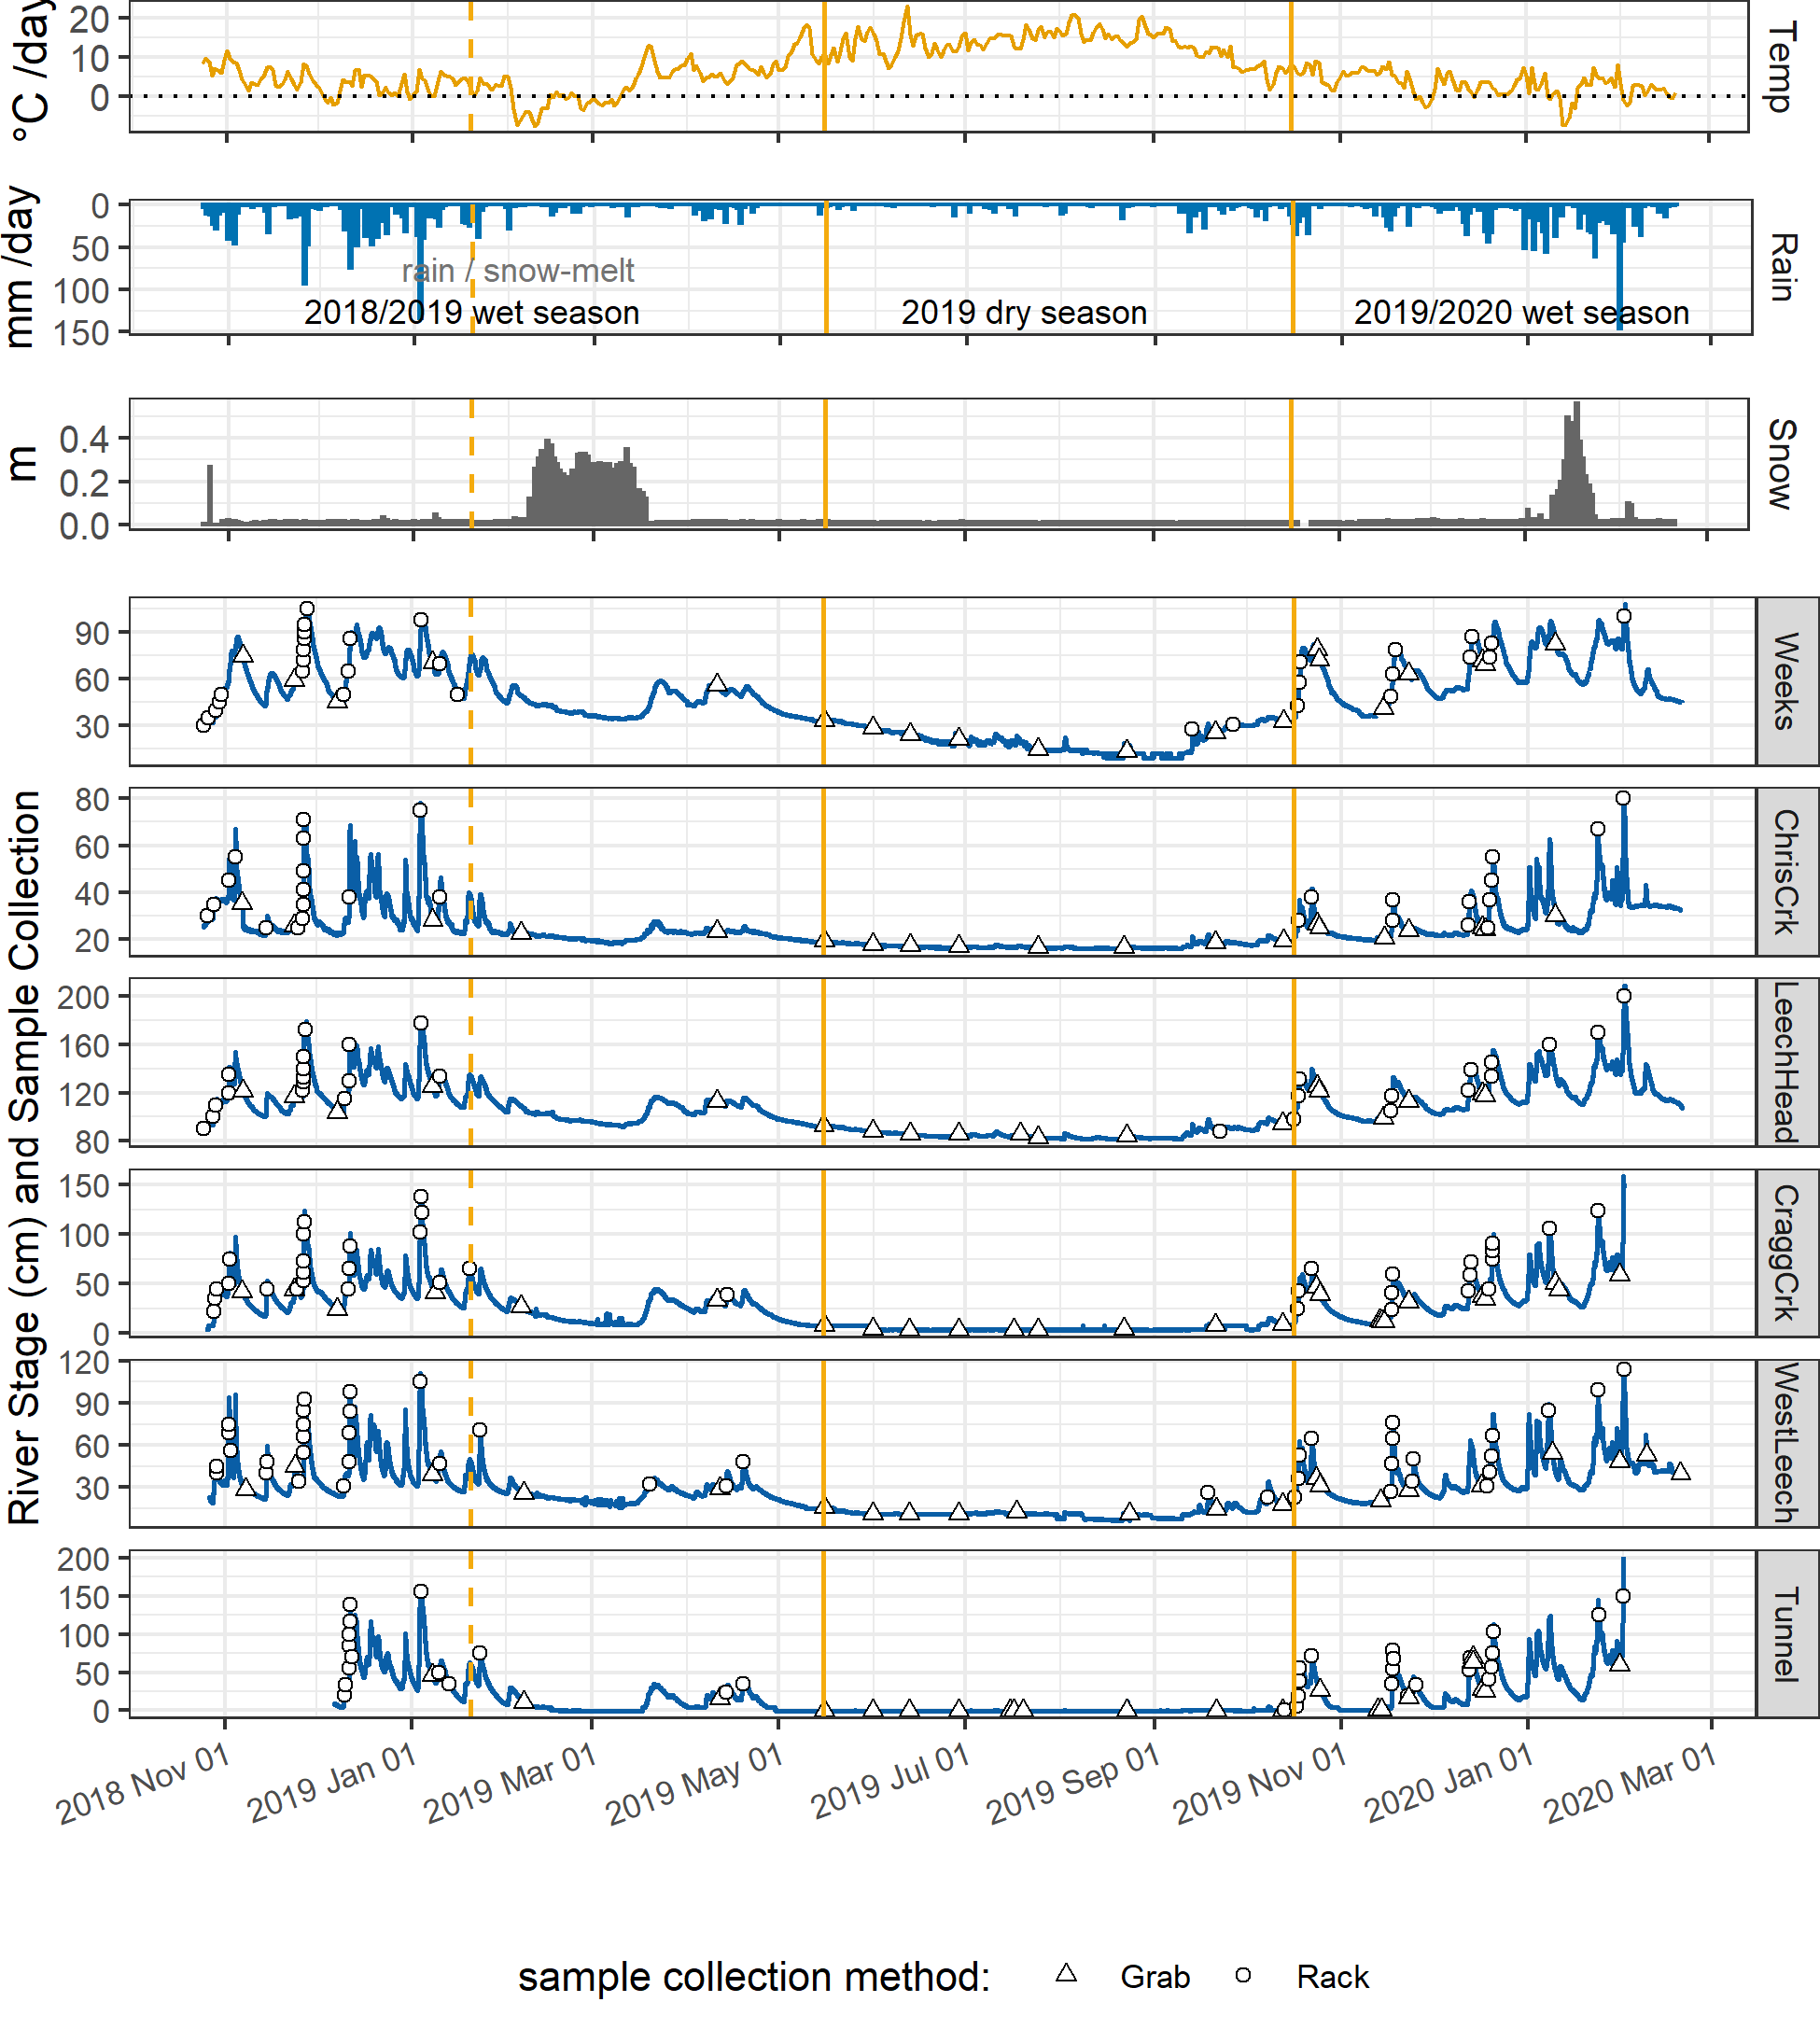 °C /day
20
10
0
Temp
mm /day
0
50
100
150
rain / snow-melt
2018/2019 wet season
2019 dry season
2019/2020 wet season
Rain
m
0.4
0.2
0.0
Snow
River Stage (cm) and Sample Collection
90
60
30
Weeks
80
60
40
20
ChrisCrk
200
160
120
80
LeechHead
150
100
50
0
CraggCrk
120
90
60
30
WestLeech
200
150
100
50
0
Tunnel
2018 Nov 01
2019 Jan 01
2019 Mar 01
2019 May 01
2019 Jul 01
2019 Sep 01
2019 Nov 01
2020 Jan 01
2020 Mar 01
sample collection method: Grab Rack